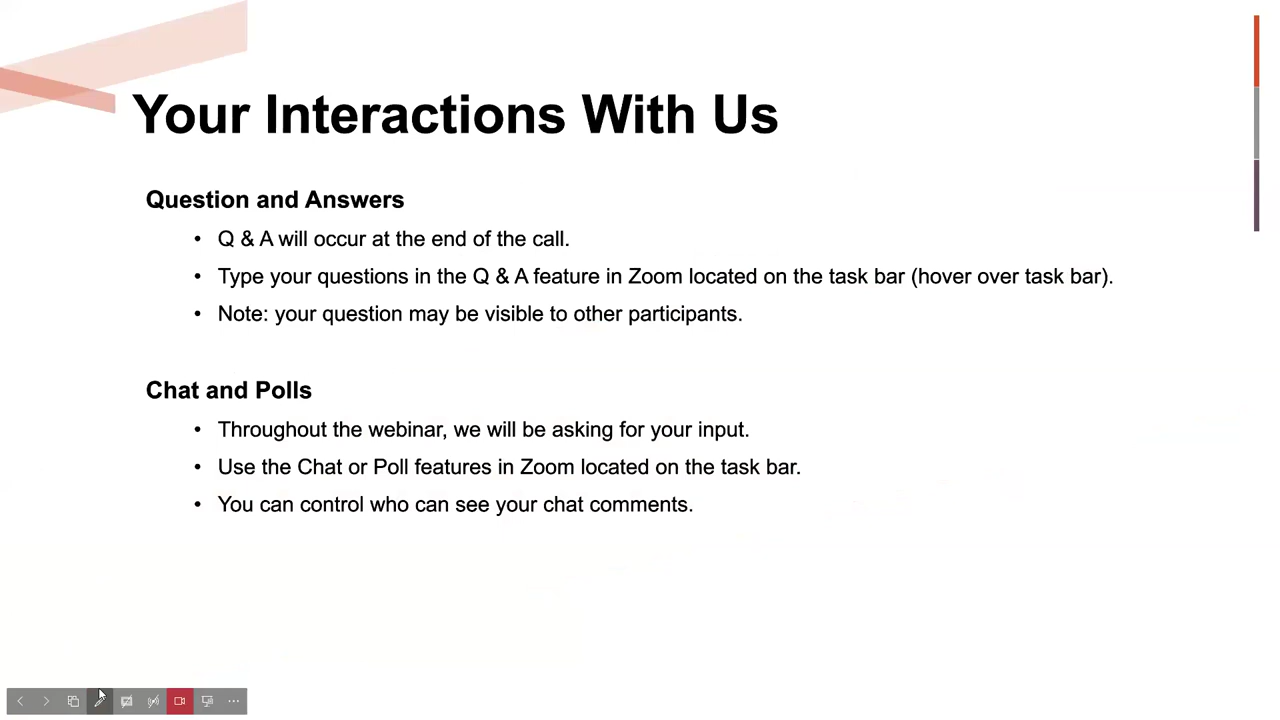 Your Interactions With Us
Question and Answers
• Q & A will occur at the end of the call.
• Type your questions in the Q & A feature in Zoom located on the task bar (hover over task bar).
• Note: your question may be visible to other participants.
Chat and Polls
• Throughout the webinar, we will be asking for your input.
• Use the Chat or Poll features in Zoom located on the task bar.
• You can control who can see your chat comments.